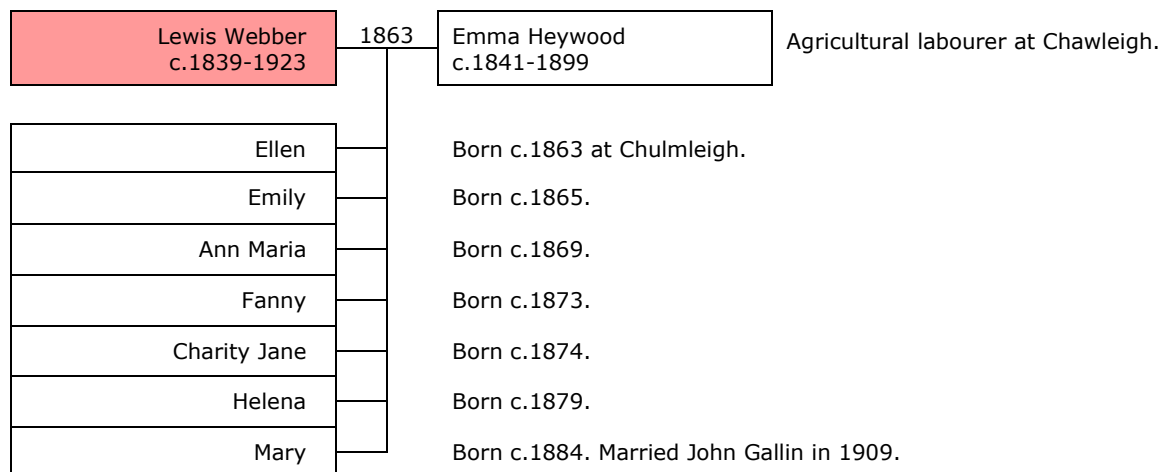 Lewis Webber
c.1839-1923
1863
Emma Heywood
c.1841-1899
Agricultural labourer at Chawleigh.
Ellen
Born c.1863 at Chulmleigh.
Emily
Born c.1865.
Ann Maria
Born c.1869.
Fanny
Born c.1873.
Charity Jane
Born c.1874.
Helena
Born c.1879.
Mary
Born c.1884. Married John Gallin in 1909.